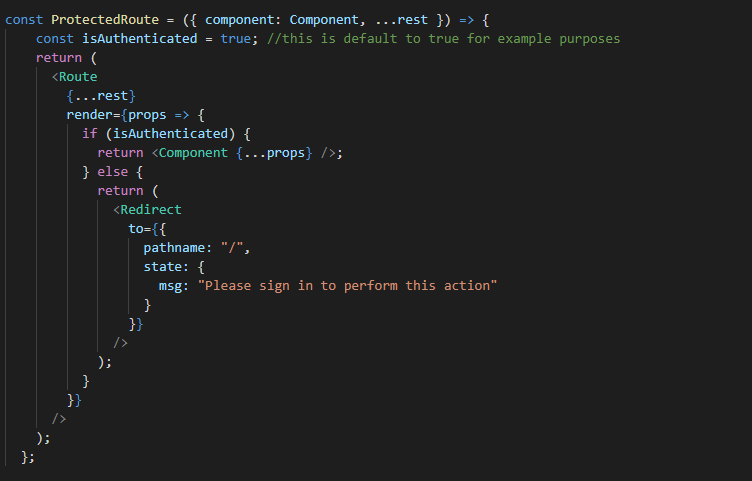 const ProtectedRoute = ({ component: Component, ...rest }) => {
const isAuthenticated = true; //this is default to true for example purposes
return (
<Route
{...rest}
render={props => {
if (isAuthenticated) {
return <Component {...props} />;
} else {
return (
<Redirect
to={{
pathname: "/",
state: {
msg: "Please sign in to perform this action"
}
}}
/>
);
}
}}
/>
);
};